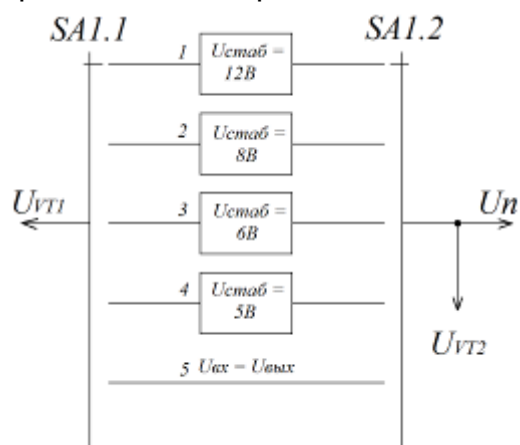 SA1.1
SA1.2
1
Uстаб =
12В
2
Uстаб =
8В
UVT1
3
Uстаб =
6В
Uп
4
Uстаб =
5В
UVT2
5 Uвх = Uвых